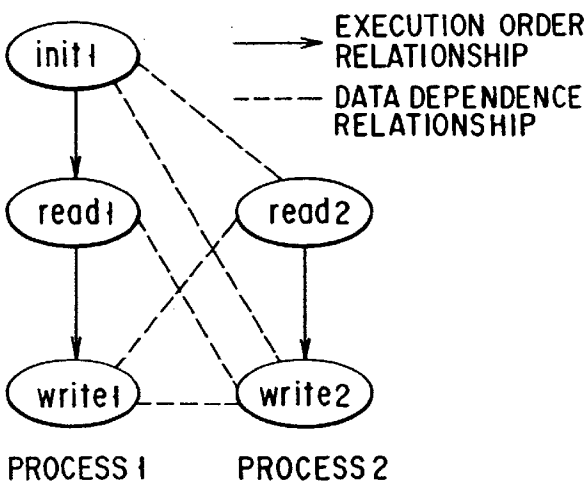 init1
EXECUTION ORDER
RELATIONSHIP
DATA DEPENDENCE
RELATIONSHIP
read1
read2
write1
write2
PROCESS 1
PROCESS 2